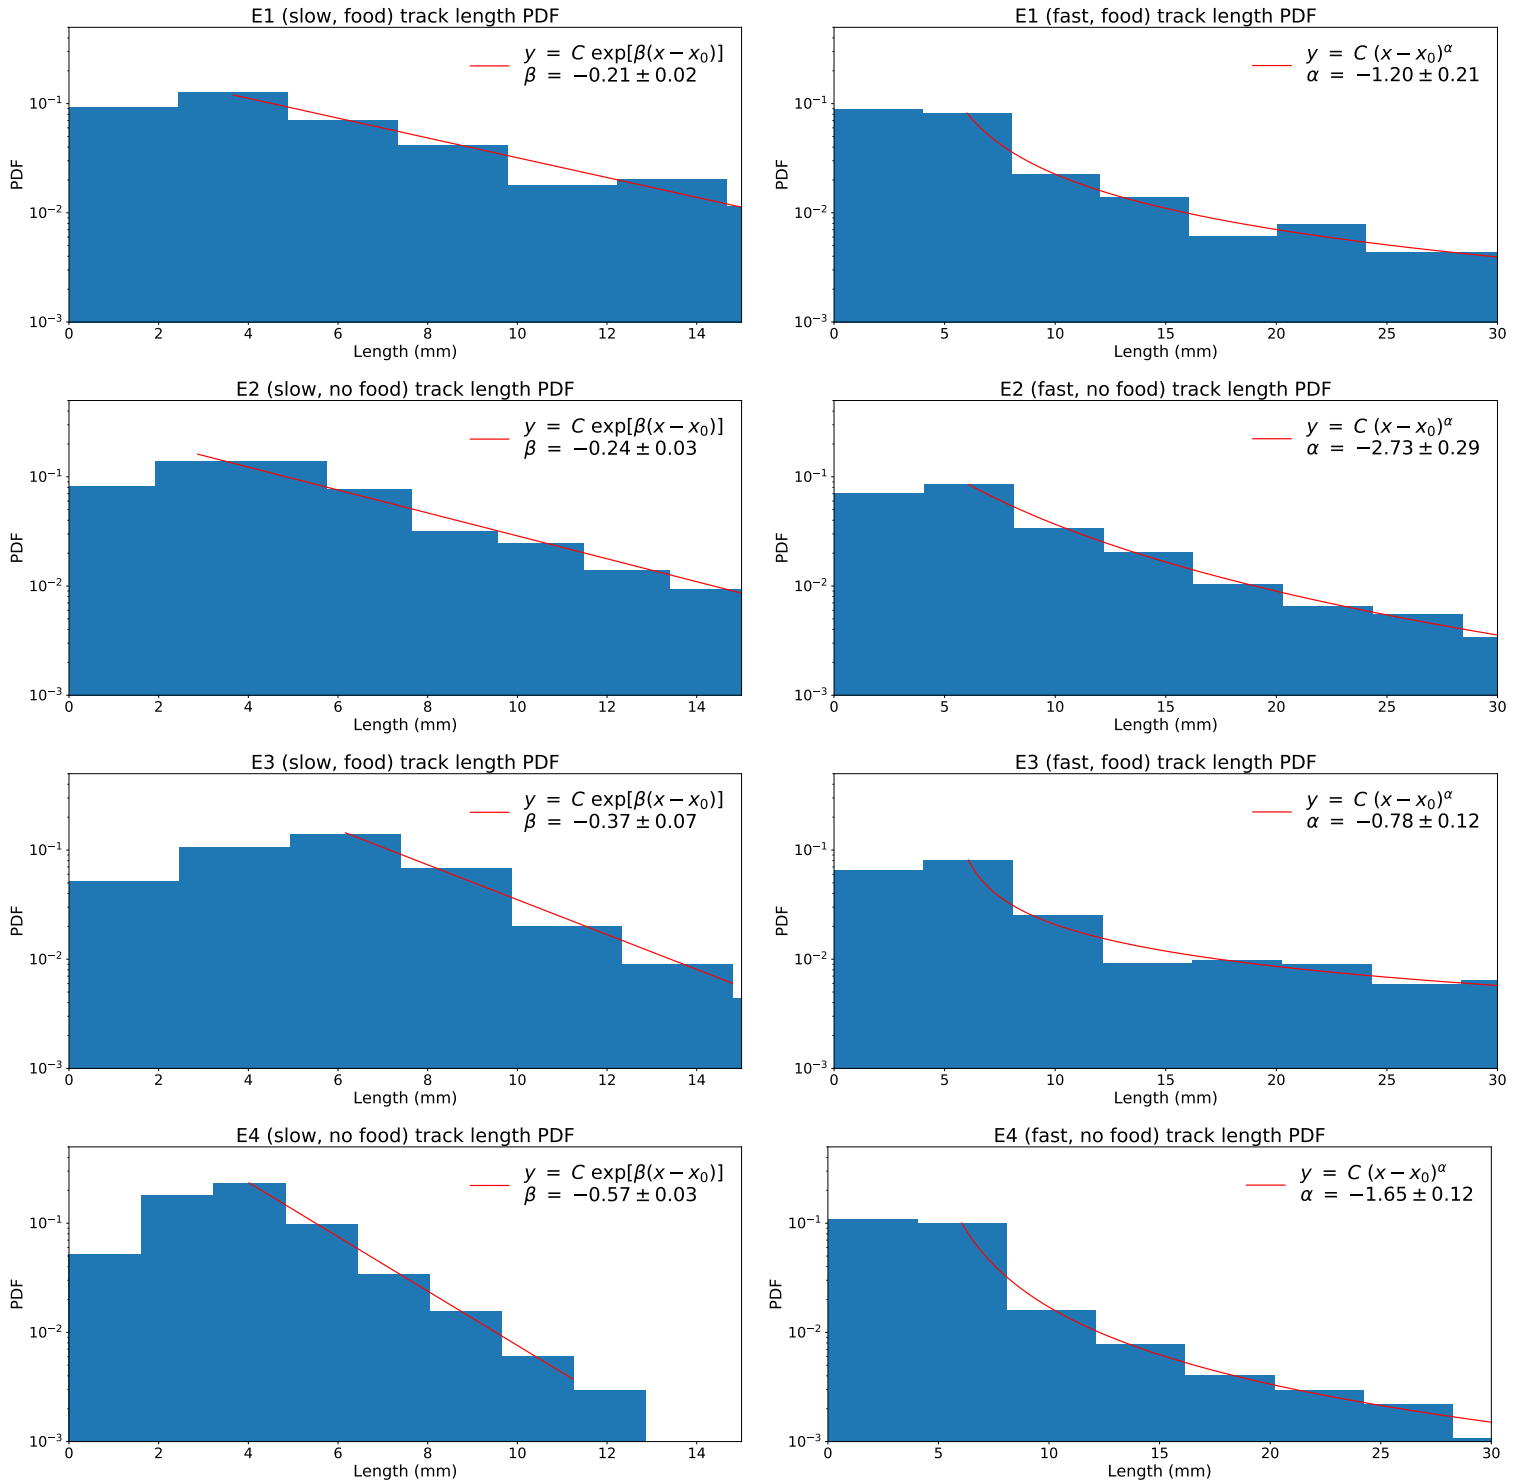 E1 (slow, food) track length PDF
y = C exp[β(x − x₀)]
β = −0.21 ± 0.02
PDF
10⁻¹
10⁻²
10⁻³
0 2 4 6 8 10 12 14
Length (mm)
E1 (fast, food) track length PDF
y = C (x − x₀)^α
α = −1.20 ± 0.21
PDF
10⁻¹
10⁻²
10⁻³
0 5 10 15 20 25 30
Length (mm)
E2 (slow, no food) track length PDF
y = C exp[β(x − x₀)]
β = −0.24 ± 0.03
PDF
10⁻¹
10⁻²
10⁻³
0 2 4 6 8 10 12 14
Length (mm)
E2 (fast, no food) track length PDF
y = C (x − x₀)^α
α = −2.73 ± 0.29
PDF
10⁻¹
10⁻²
10⁻³
0 5 10 15 20 25 30
Length (mm)
E3 (slow, food) track length PDF
y = C exp[β(x − x₀)]
β = −0.37 ± 0.07
PDF
10⁻¹
10⁻²
10⁻³
0 2 4 6 8 10 12 14
Length (mm)
E3 (fast, food) track length PDF
y = C (x − x₀)^α
α = −0.78 ± 0.12
PDF
10⁻¹
10⁻²
10⁻³
0 5 10 15 20 25 30
Length (mm)
E4 (slow, no food) track length PDF
y = C exp[β(x − x₀)]
β = −0.57 ± 0.03
PDF
10⁻¹
10⁻²
10⁻³
0 2 4 6 8 10 12 14
Length (mm)
E4 (fast, no food) track length PDF
y = C (x − x₀)^α
α = −1.65 ± 0.12
PDF
10⁻¹
10⁻²
10⁻³
0 5 10 15 20 25 30
Length (mm)